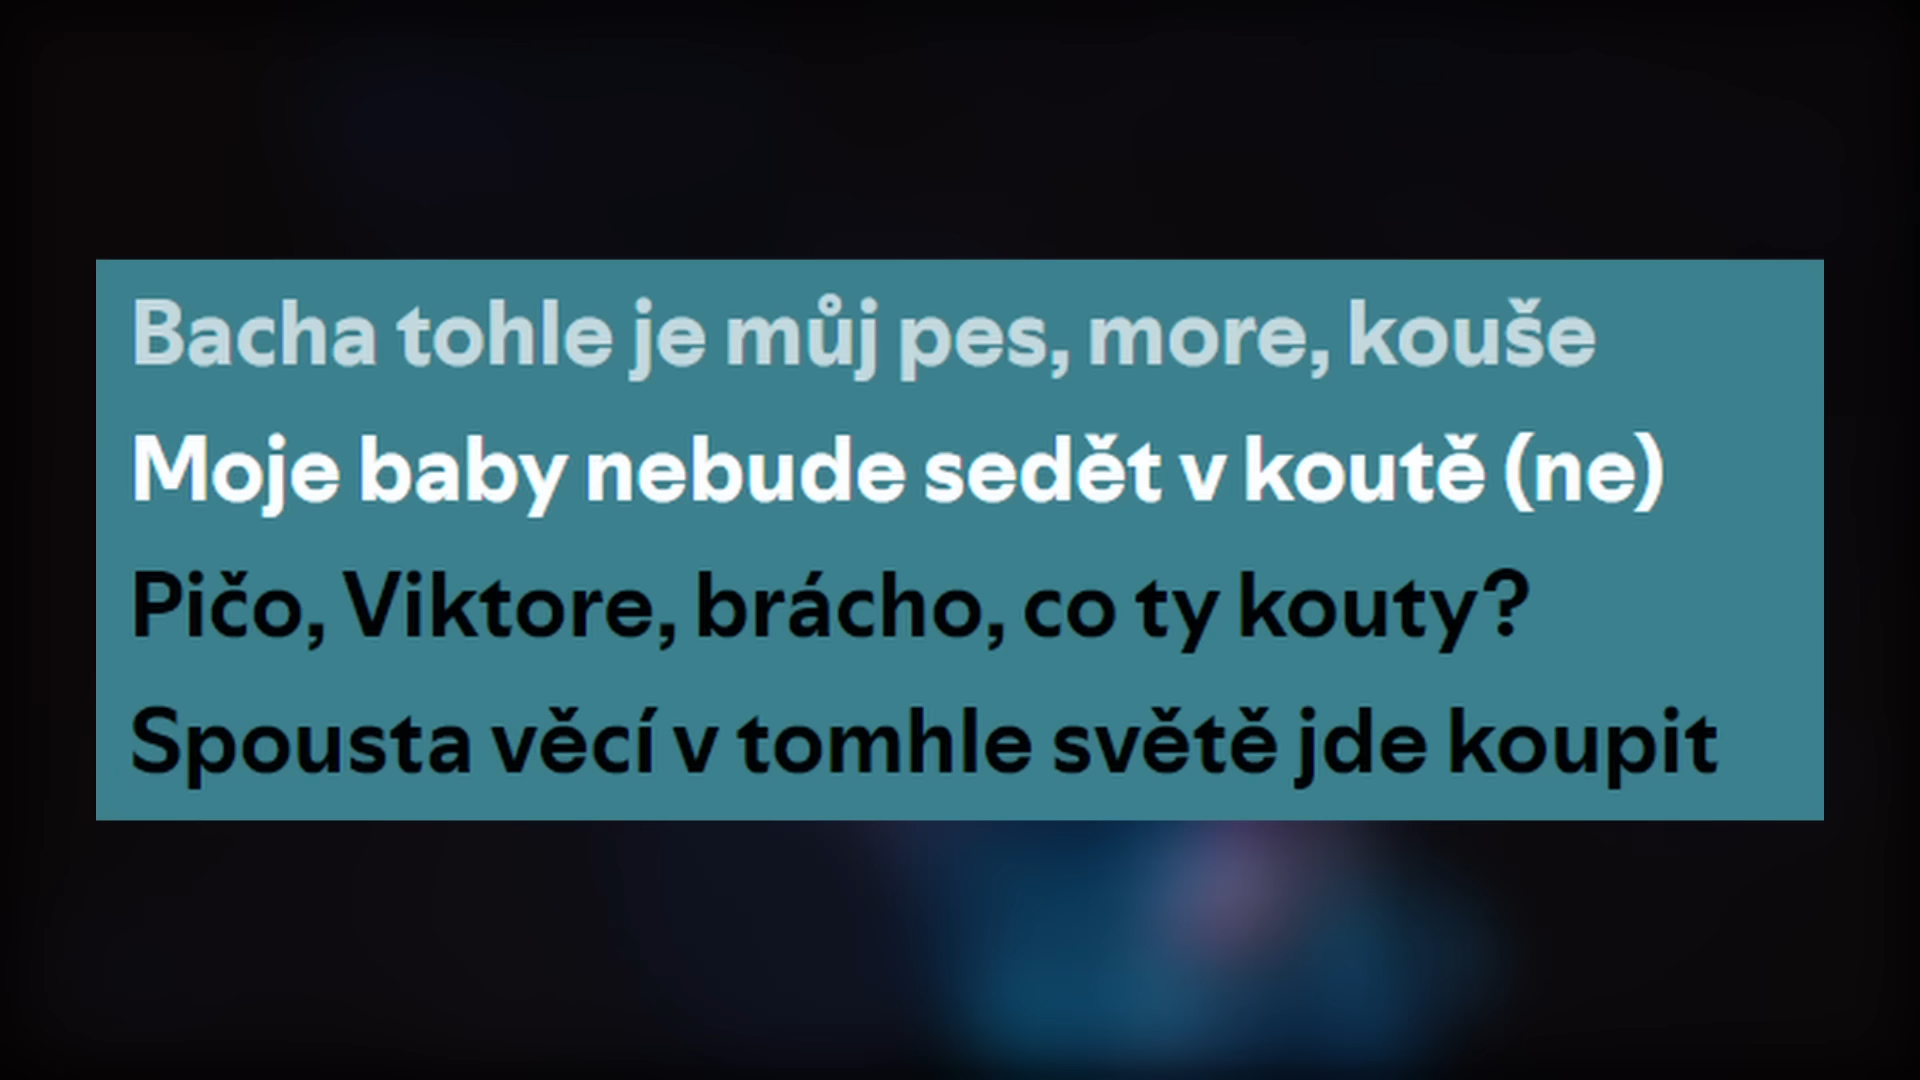 Bacha tohle je můj pes, more, kouše
Moje baby nebude sedět v koutě (ne)
Pičo, Viktore, brácho, co ty kouty?
Spousta věcí v tomhle světě jde koupit